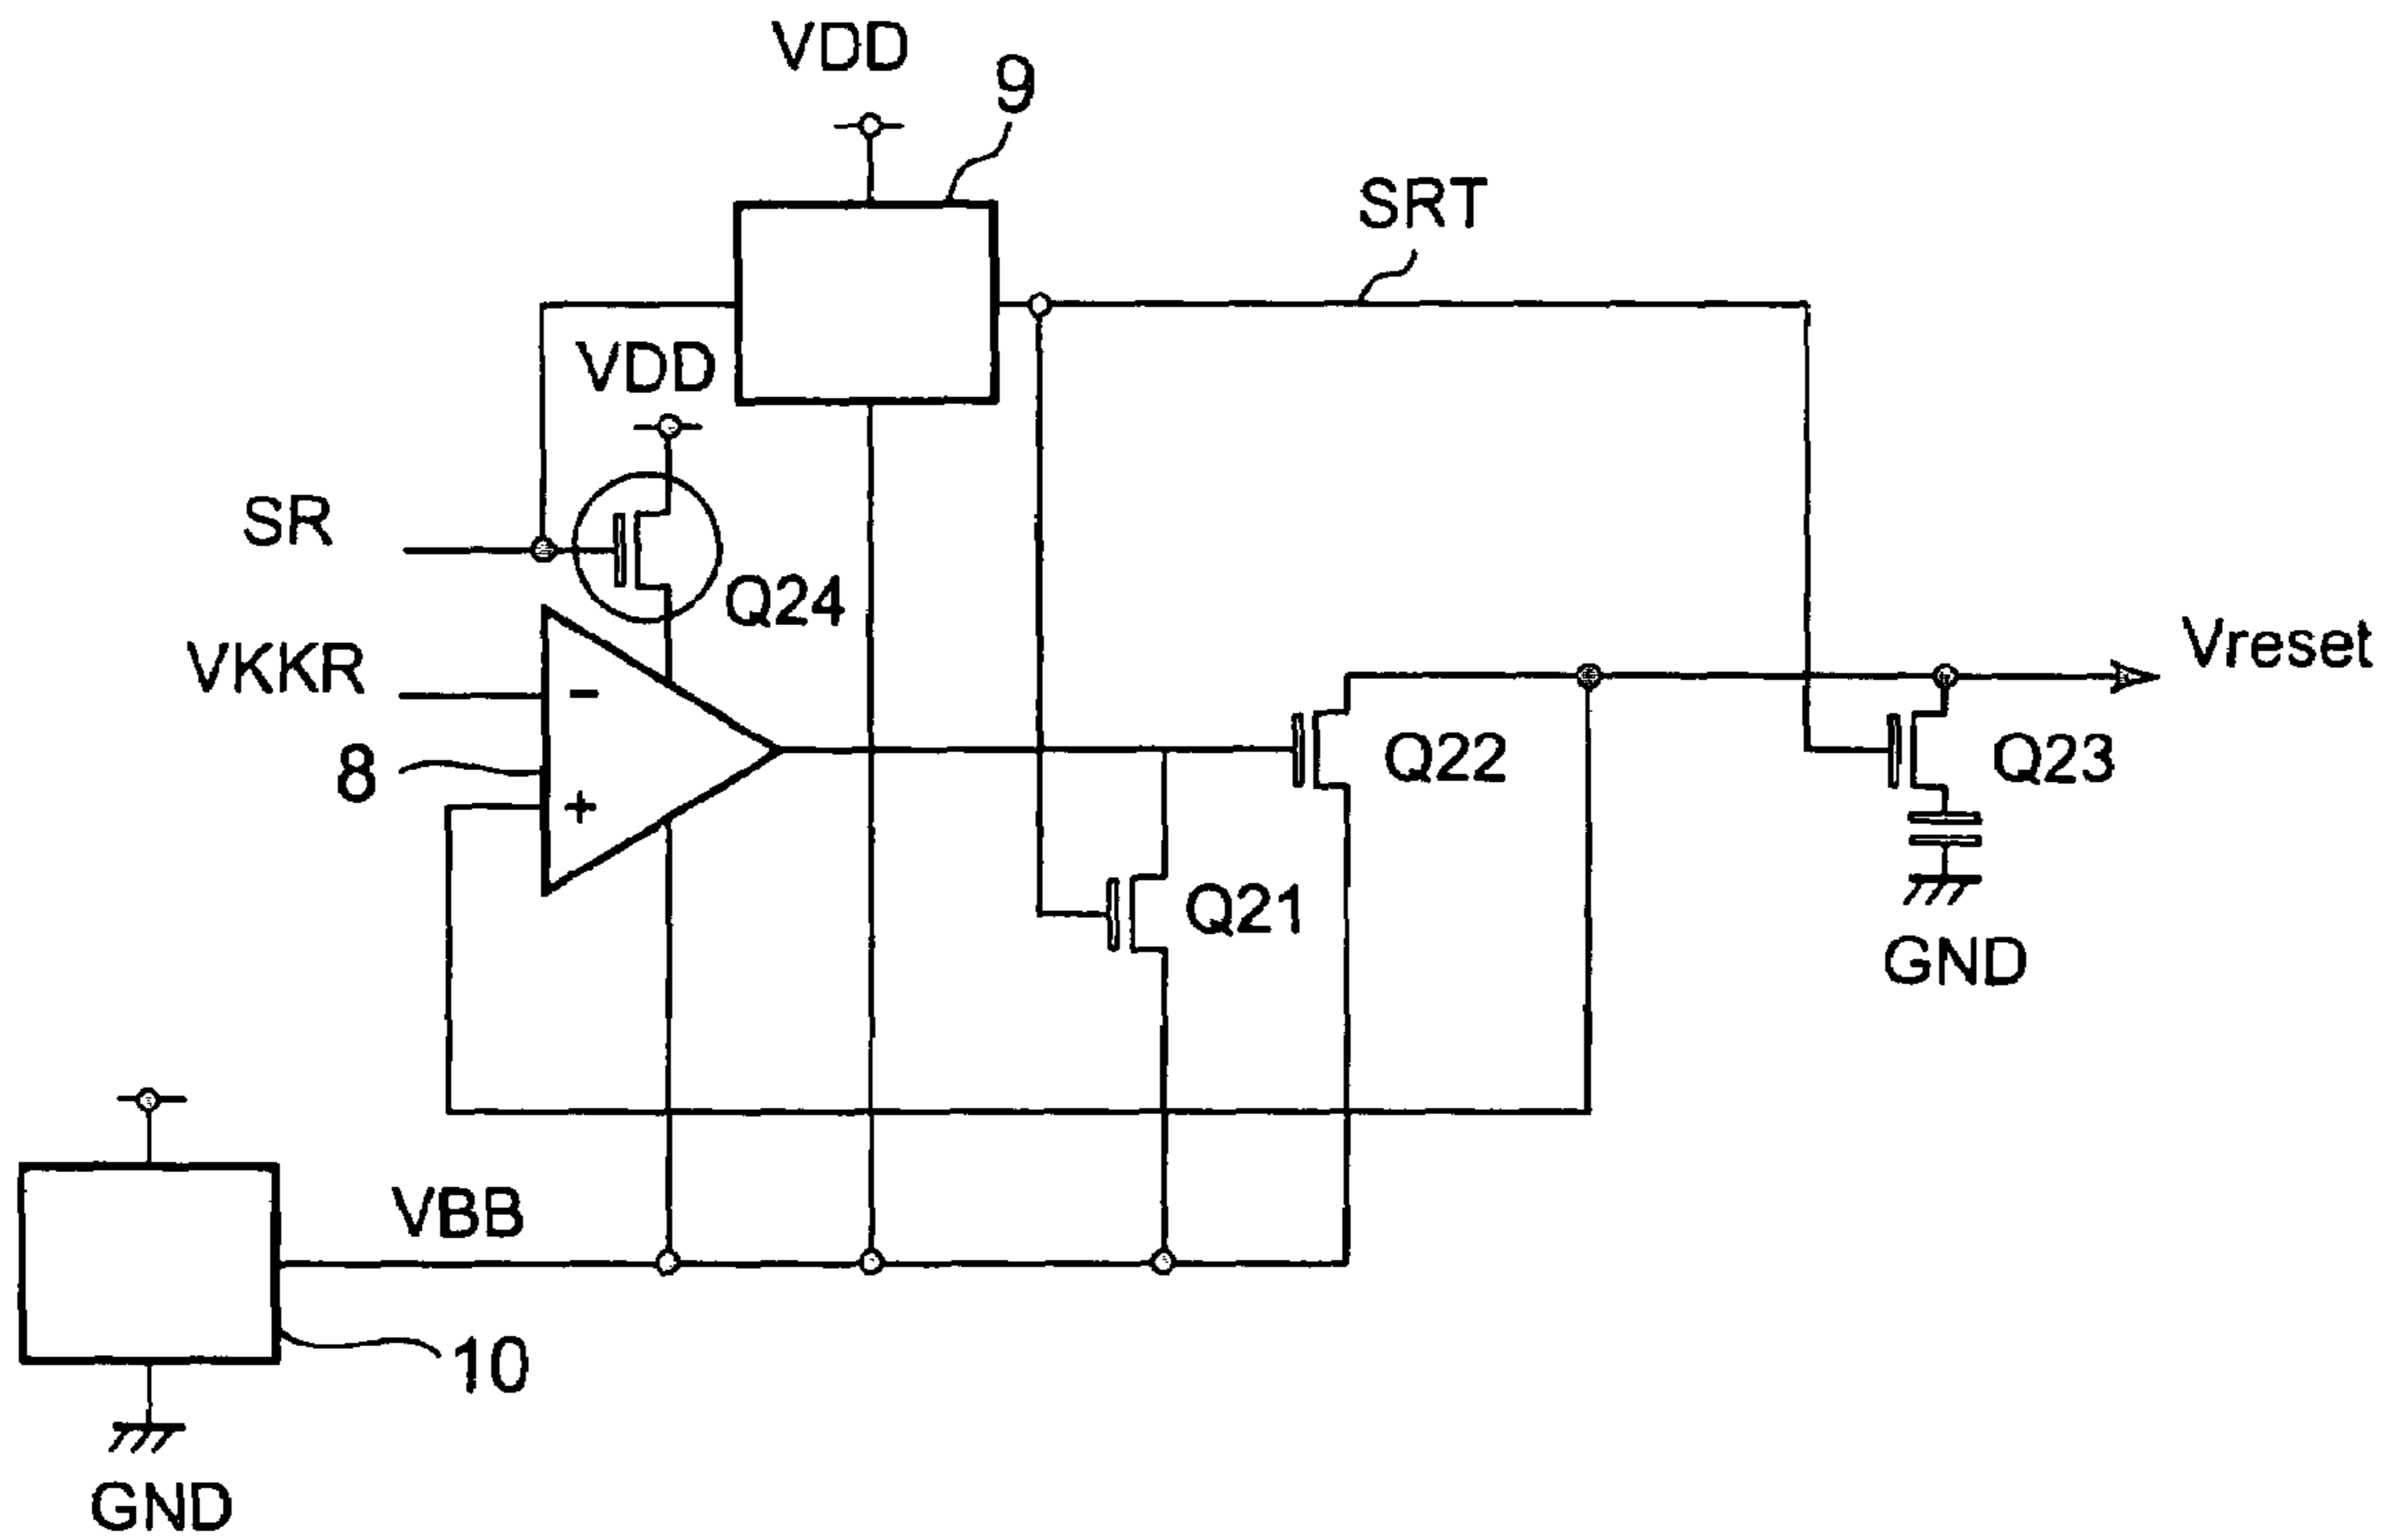 VDD
9
SRT
VDD
SR
Q24
VKKR
Vreset
-
8
+
Q22
Q23
Q21
GND
VBB
10
GND